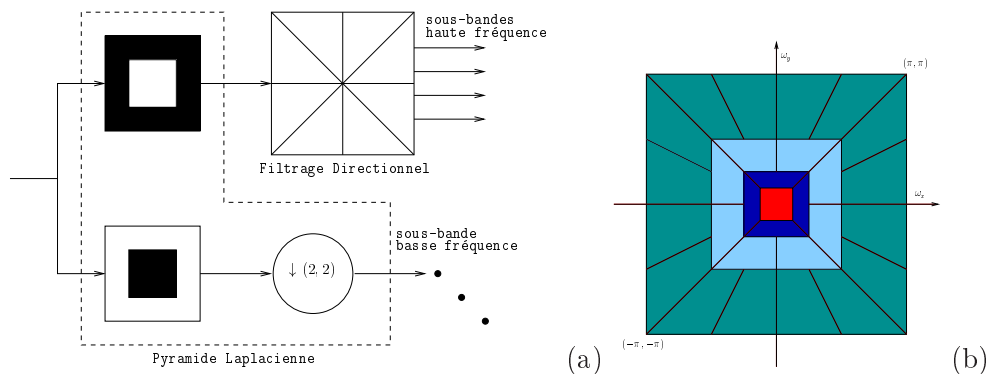 sous-bandes
haute fréquence
Filtrage Directionnel
sous-bande
basse fréquence
↓ (2, 2)
Pyramide Laplacienne
(a)
ω_y
(π, π)
ω_x
(−π, −π)
(b)